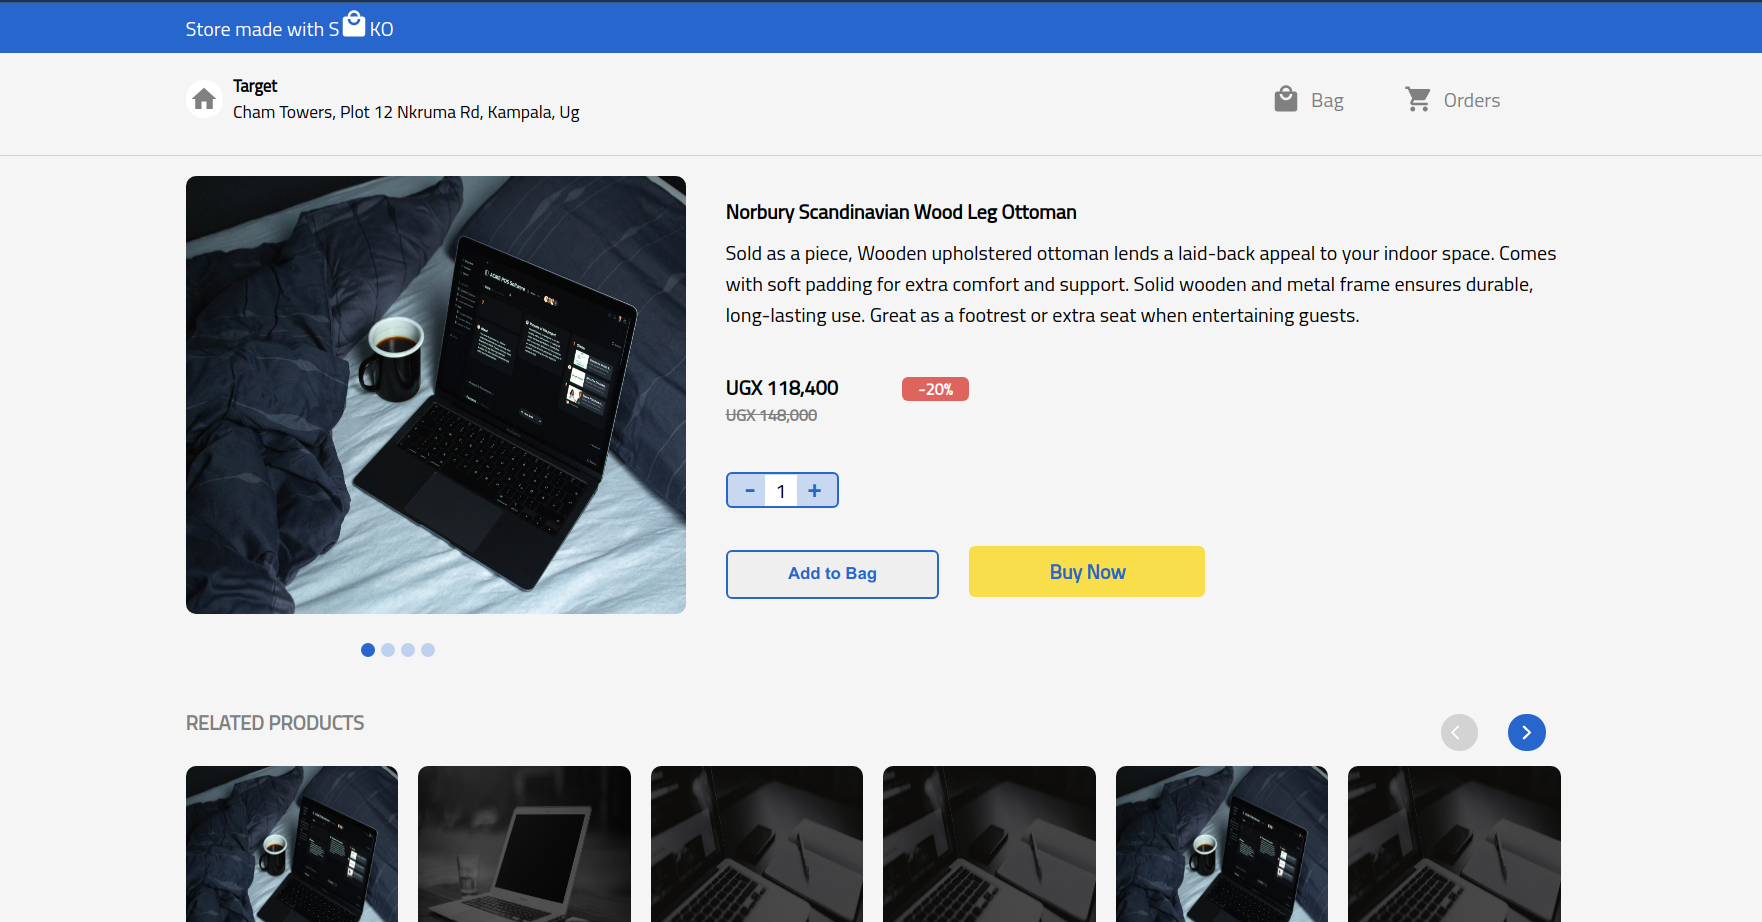 Store made with S KO
Target
Cham Towers, Plot 12 Nkruma Rd, Kampala, Ug
Bag
Orders
Norbury Scandinavian Wood Leg Ottoman
Sold as a piece, Wooden upholstered ottoman lends a laid-back appeal to your indoor space. Comes
with soft padding for extra comfort and support. Solid wooden and metal frame ensures durable,
long-lasting use. Great as a footrest or extra seat when entertaining guests.
UGX 118,400
-20%
UGX 148,000
- 1 +
Add to Bag
Buy Now
RELATED PRODUCTS